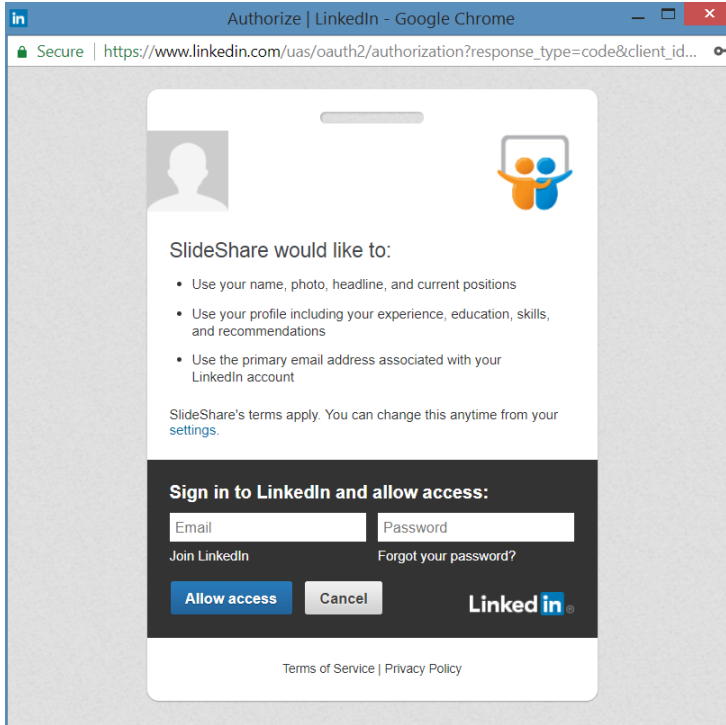 in
Authorize | LinkedIn - Google Chrome
Secure | https://www.linkedin.com/uas/oauth2/authorization?response_type=code&client_id...
SlideShare would like to:
• Use your name, photo, headline, and current positions
• Use your profile including your experience, education, skills,
and recommendations
• Use the primary email address associated with your
LinkedIn account
SlideShare's terms apply. You can change this anytime from your
settings.
Sign in to LinkedIn and allow access:
Email Password
Join LinkedIn Forgot your password?
Allow access Cancel Linked in ®
Terms of Service | Privacy Policy